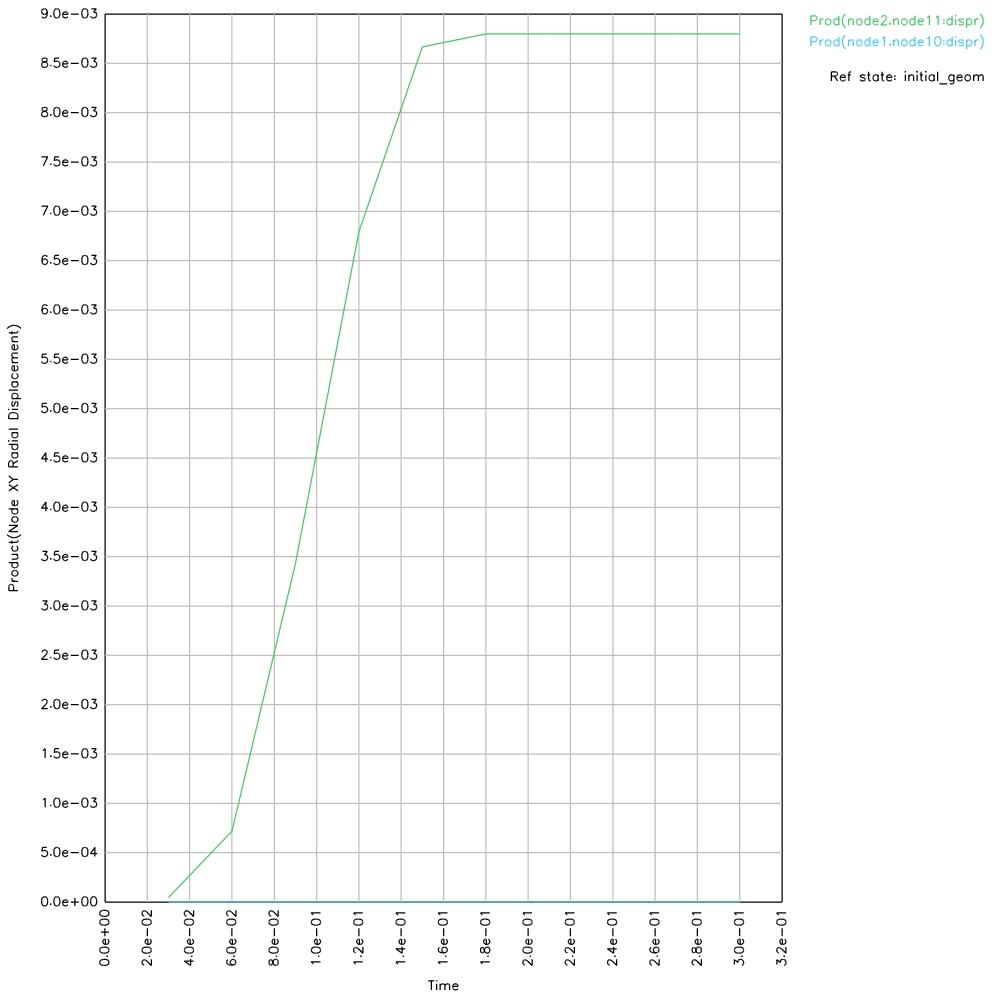 Prod(node2,node11:dispr)
Prod(node1,node10:dispr)
Ref state: initial_geom
Product(Node XY Radial Displacement)
9.0e-03
8.5e-03
8.0e-03
7.5e-03
7.0e-03
6.5e-03
6.0e-03
5.5e-03
5.0e-03
4.5e-03
4.0e-03
3.5e-03
3.0e-03
2.5e-03
2.0e-03
1.5e-03
1.0e-03
5.0e-04
0.0e+00
0.0e+00
2.0e-02
4.0e-02
6.0e-02
8.0e-02
1.0e-01
1.2e-01
1.4e-01
1.6e-01
1.8e-01
2.0e-01
2.2e-01
2.4e-01
2.6e-01
2.8e-01
3.0e-01
3.2e-01
Time